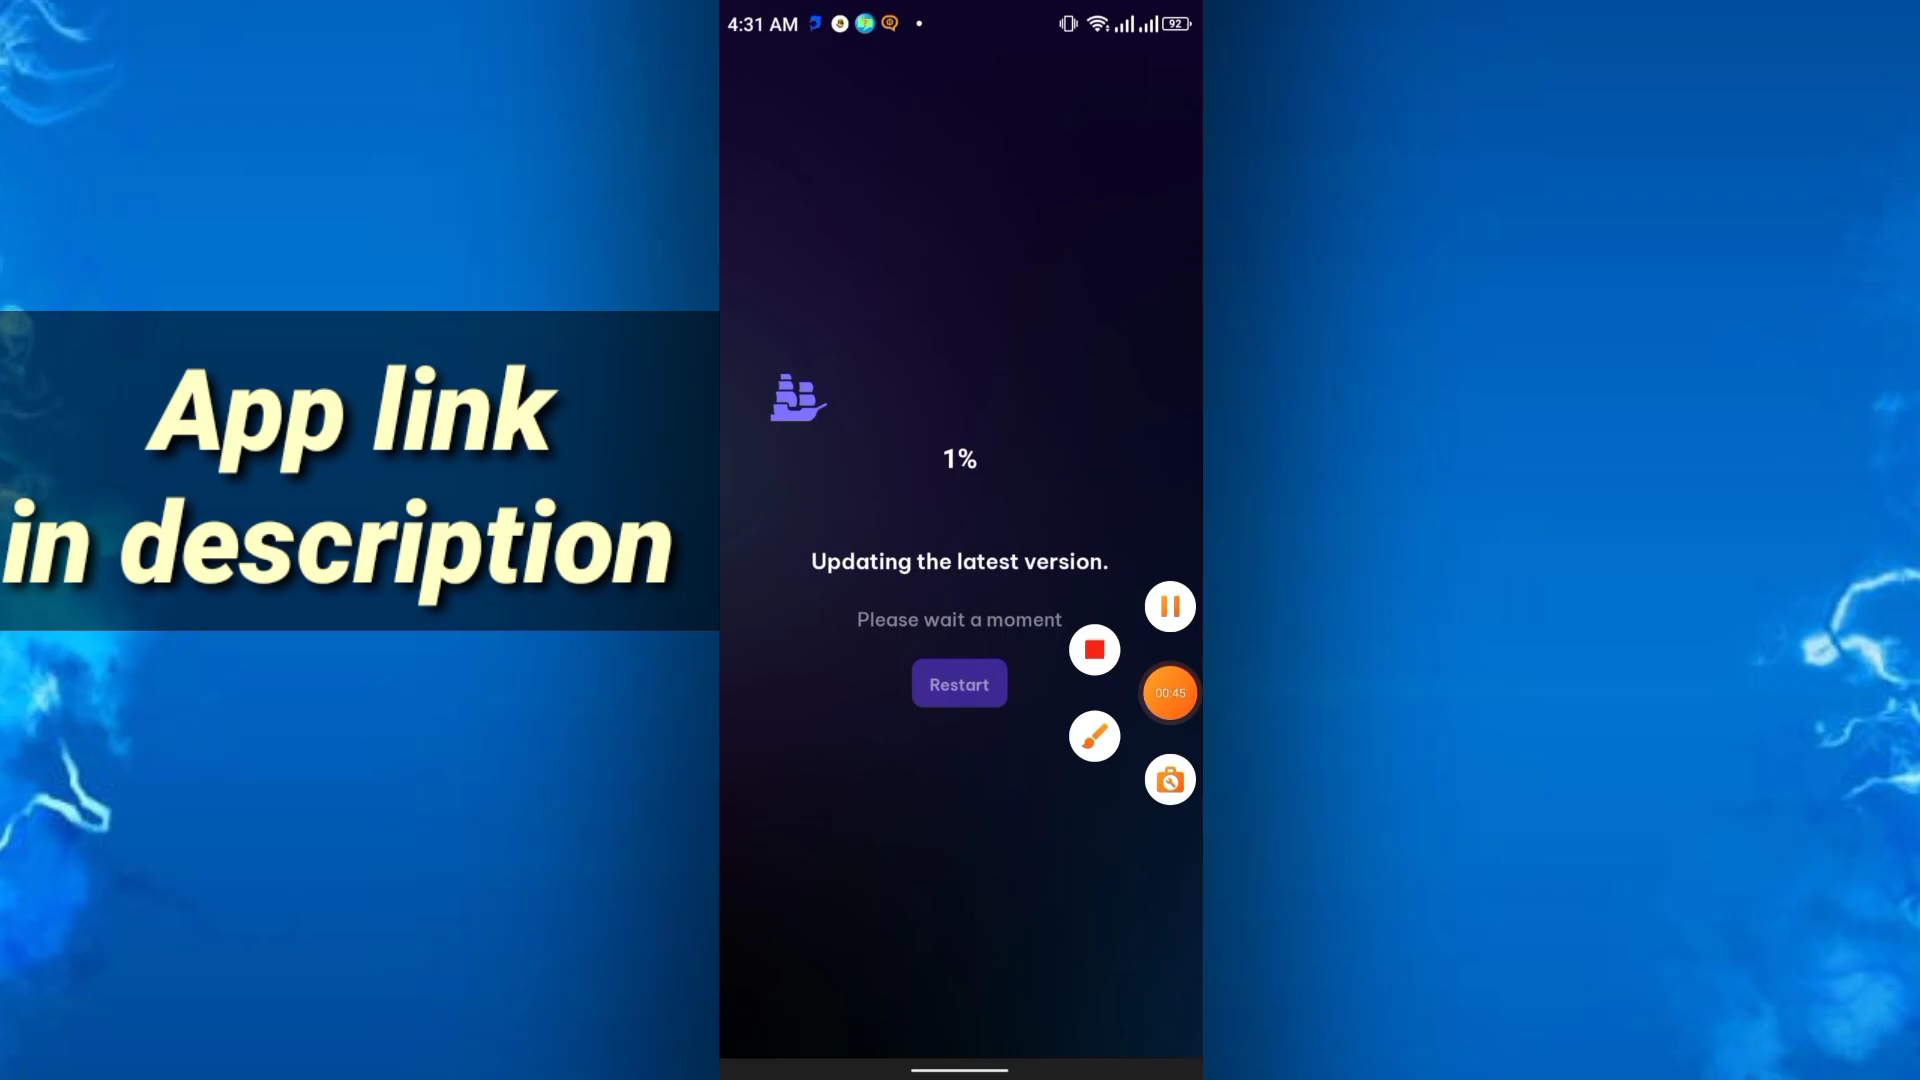 4:31 AM
92
App link
in description
1%
Updating the latest version.
Please wait a moment
Restart
00:45